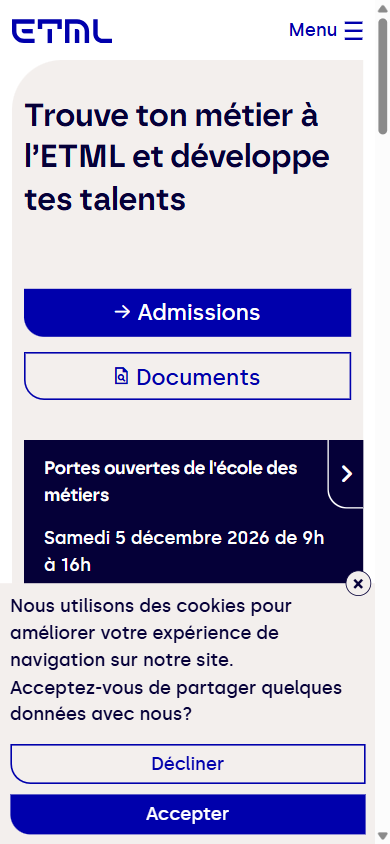 ETML
Menu
Trouve ton métier à
l’ETML et développe
tes talents
Admissions
Documents
Portes ouvertes de l'école des
métiers
Samedi 5 décembre 2026 de 9h
à 16h
Nous utilisons des cookies pour
améliorer votre expérience de
navigation sur notre site.
Acceptez-vous de partager quelques
données avec nous?
Décliner
Accepter